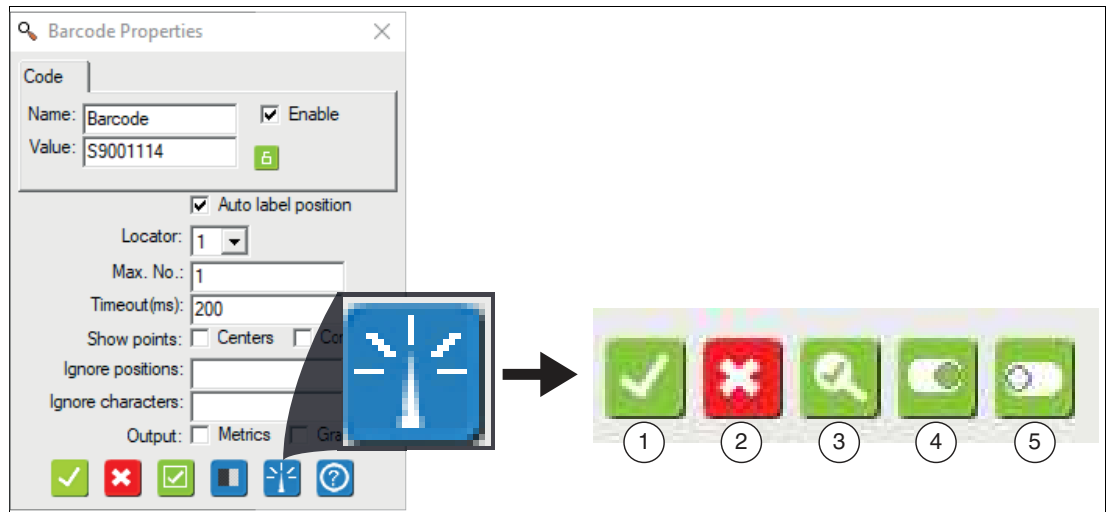 Barcode Properties
Code
Name: Barcode Enable
Value: S9001114
Auto label position
Locator: 1
Max. No.: 1
Timeout(ms): 200
Show points: Centers
Ignore positions:
Ignore characters:
Output: Metrics
1 2 3 4 5